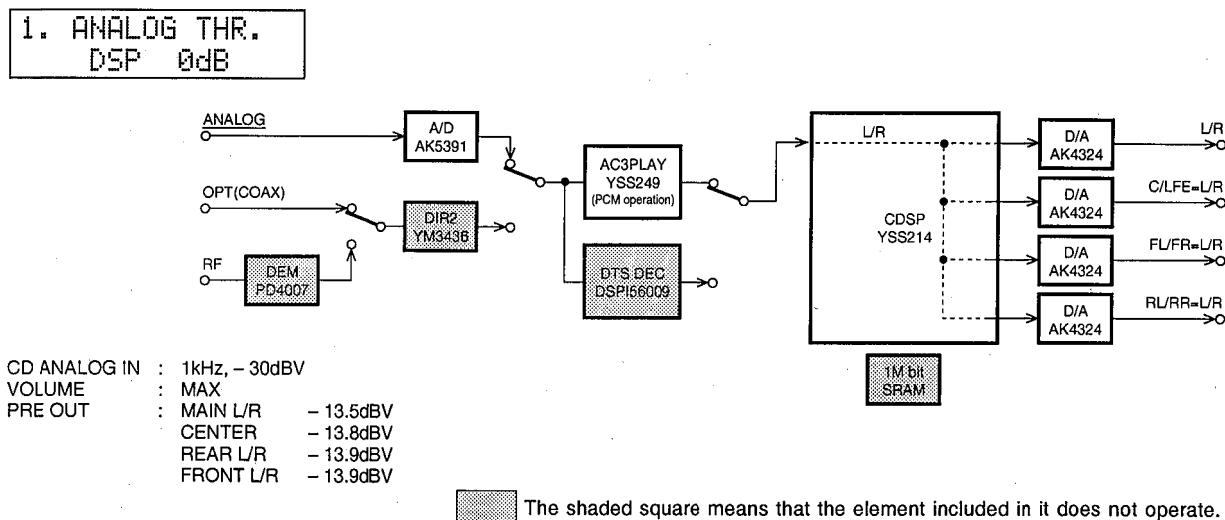 1. ANALOG THR.
DSP 0dB
ANALOG
A/D
AK5391
OPT(COAX)
RF
DEM
PD4007
DIR2
YM3436
AC3PLAY
YSS249
(PCM operation)
DTS DEC
DSPI56009
L/R
CDSP
YSS214
1M bit
SRAM
D/A
AK4324
L/R
D/A
AK4324
C/LFE=L/R
D/A
AK4324
FL/FR=L/R
D/A
AK4324
RL/RR=L/R
CD ANALOG IN : 1kHz, – 30dBV
VOLUME : MAX
PRE OUT : MAIN L/R – 13.5dBV
CENTER – 13.8dBV
REAR L/R – 13.9dBV
FRONT L/R – 13.9dBV
The shaded square means that the element included in it does not operate.